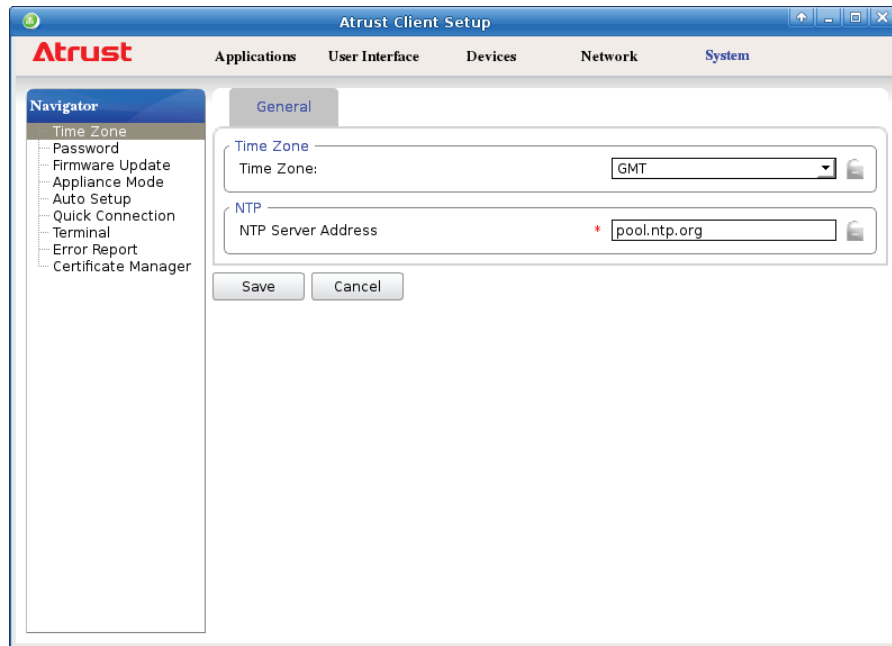 Atrust Client Setup
Atrust
Applications User Interface Devices Network System
Navigator
Time Zone
Password
Firmware Update
Appliance Mode
Auto Setup
Quick Connection
Terminal
Error Report
Certificate Manager
General
Time Zone
Time Zone: GMT
NTP
NTP Server Address * pool.ntp.org
Save Cancel